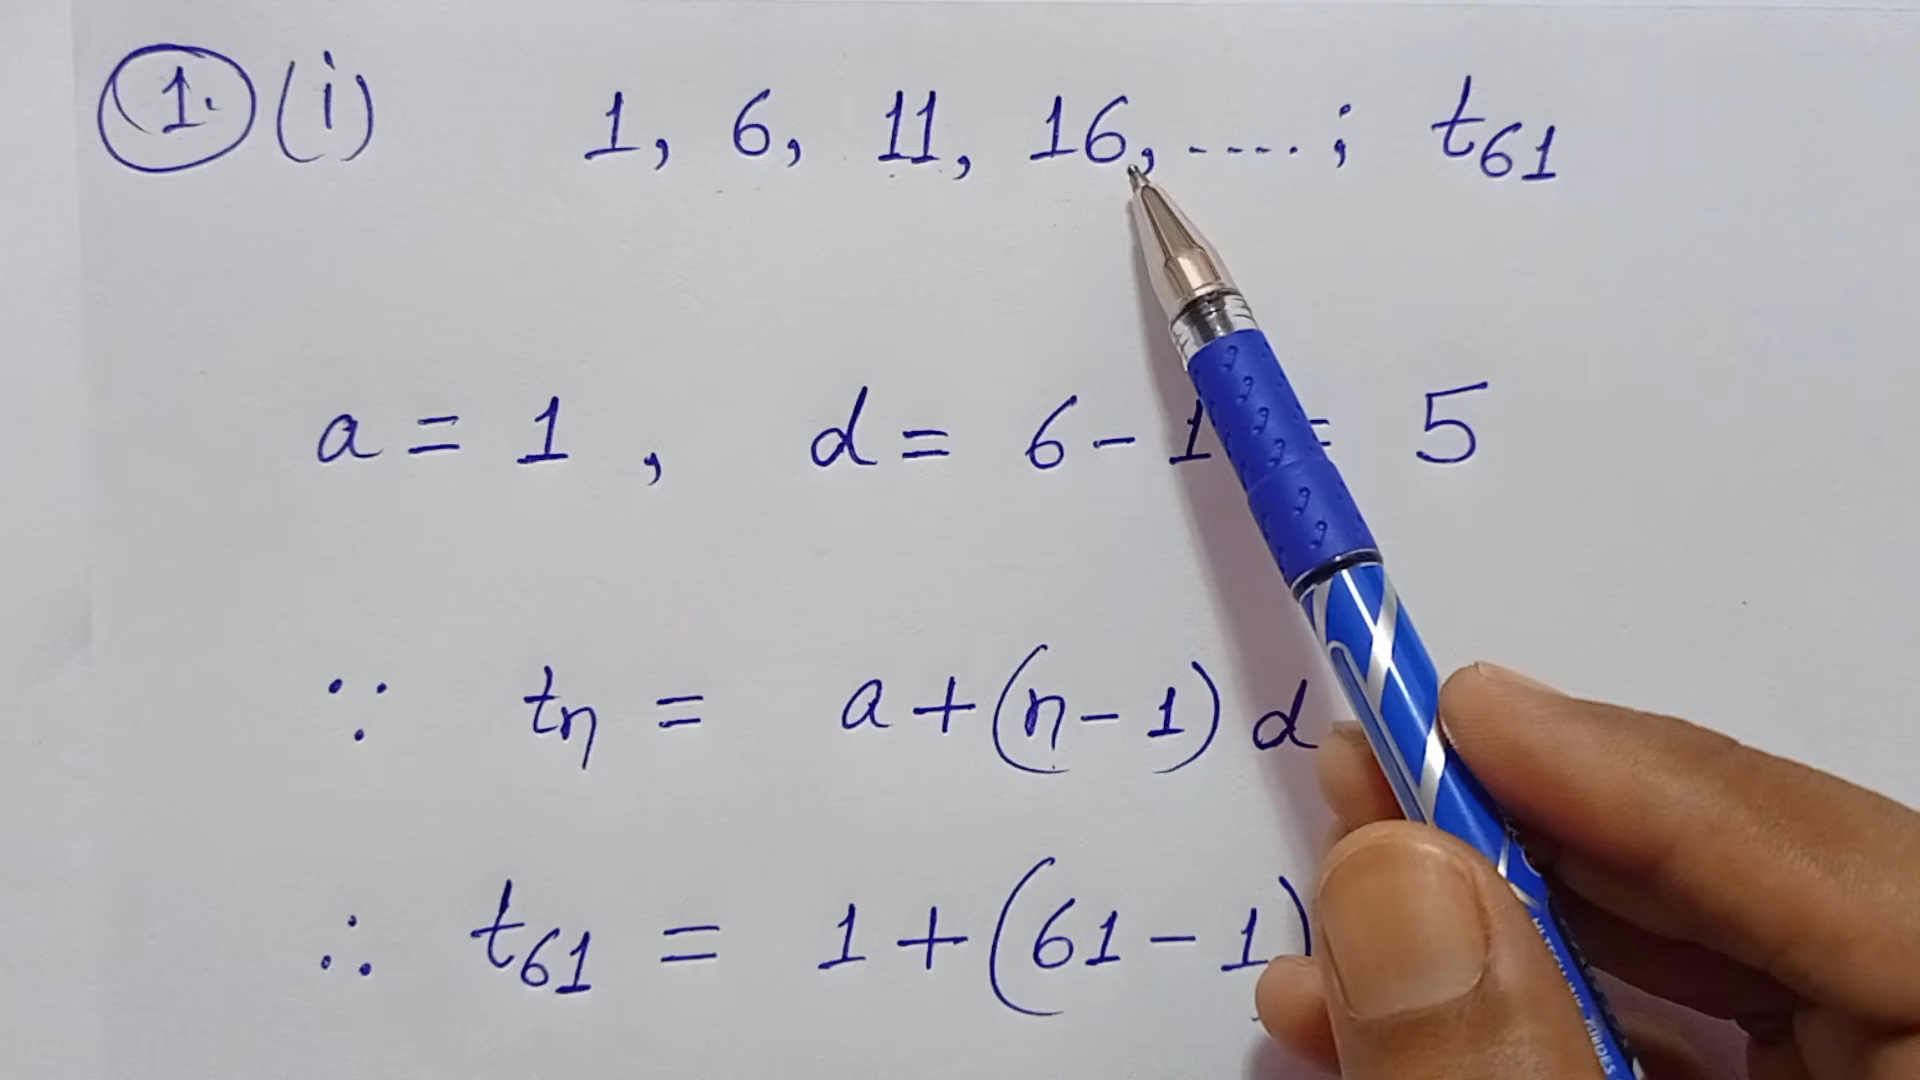 1. (i) 1, 6, 11, 16, ....; t₆₁
a = 1 , d = 6 - 1 = 5
∵ tₙ = a + (n - 1) d
∴ t₆₁ = 1 + (61 - 1)